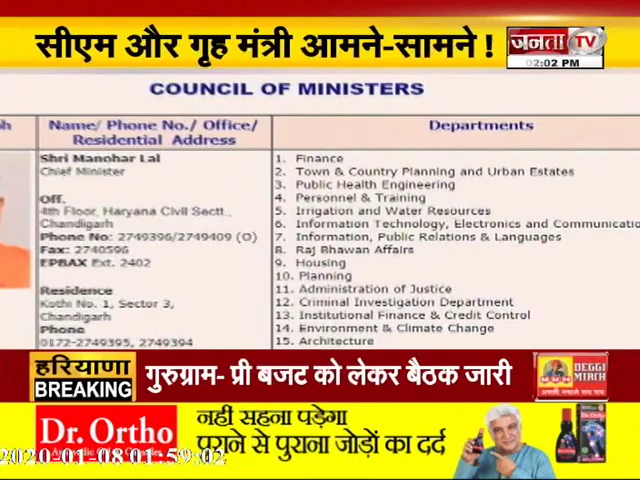 सीएम और गृह मंत्री आमने-सामने !
जनता TV
02:02 PM
COUNCIL OF MINISTERS
Name/ Phone No./ Office/
Residential Address
Departments
Shri Manohar Lal
Chief Minister
Off.
4th Floor, Haryana Civil Sectt.,
Chandigarh
Phone No: 2749396/2749409 (O)
Fax: 2740596
EPBAX Ext. 2402
Residence
Kothi No. 1, Sector 3,
Chandigarh
Phone
0172-2749395, 2749394
1. Finance
2. Town & Country Planning and Urban Estates
3. Public Health Engineering
4. Personnel & Training
5. Irrigation and Water Resources
6. Information Technology, Electronics and Communicatio
7. Information, Public Relations & Languages
8. Raj Bhawan Affairs
9. Housing
10. Planning
11. Administration of Justice
12. Criminal Investigation Department
13. Institutional Finance & Credit Control
14. Environment & Climate Change
15. Architecture
हरियाणा
BREAKING
गुरुग्राम- प्री बजट को लेकर बैठक जारी
MDH
DEGGI
MIRCH
असली मसाले सच सच
Dr. Ortho
नहीं सहना पड़ेगा
पुराने से पुराना जोड़ों का दर्द
2020-01-08 01:59:02